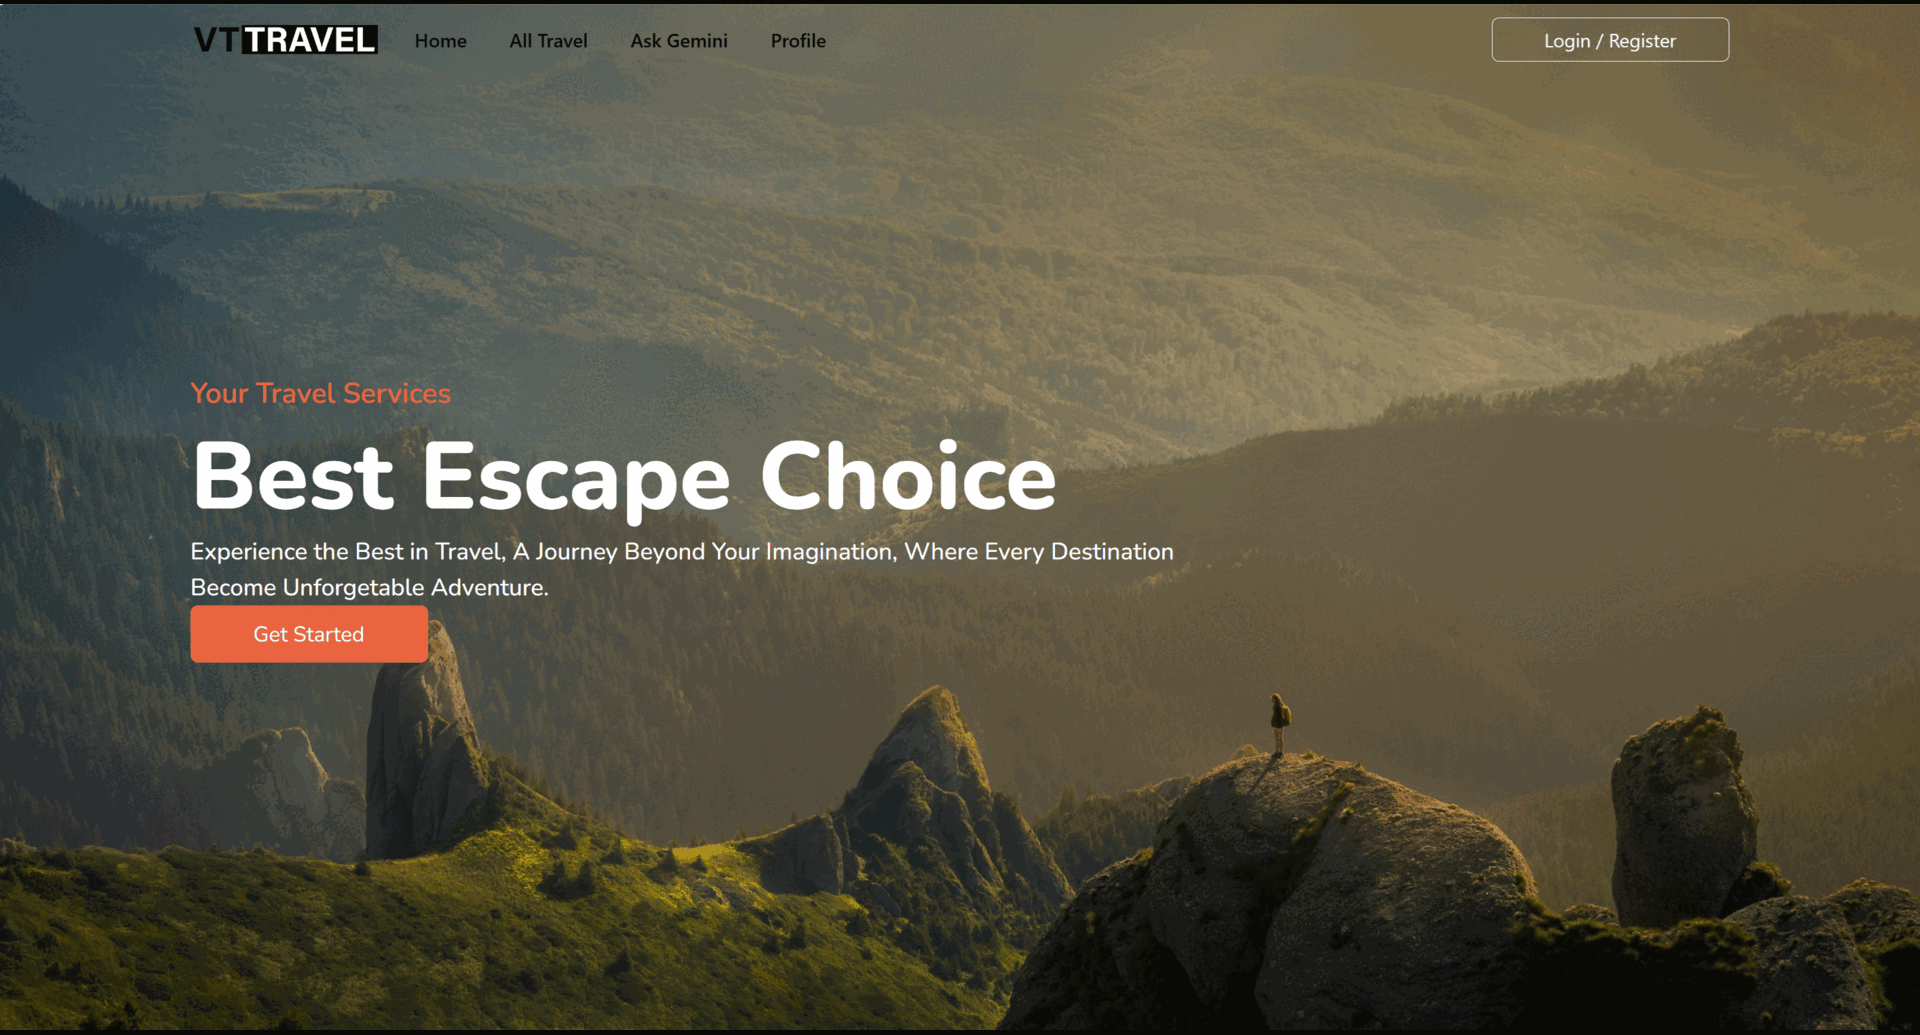 VTTRAVEL Home All Travel Ask Gemini Profile Login / Register
Your Travel Services
Best Escape Choice
Experience the Best in Travel, A Journey Beyond Your Imagination, Where Every Destination
Become Unforgetable Adventure.
Get Started